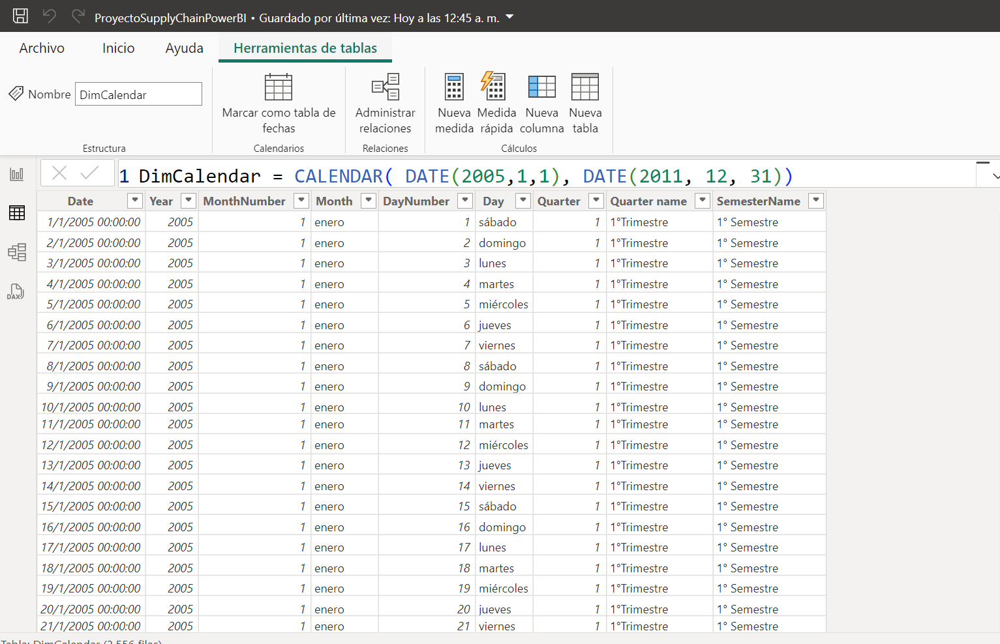 ProyectoSupplyChainPowerBI • Guardado por última vez: Hoy a las 12:45 a. m.
Archivo Inicio Ayuda Herramientas de tablas
Nombre DimCalendar
Marcar como tabla de fechas
Administrar relaciones
Nueva medida
Medida rápida
Nueva columna
Nueva tabla
Estructura Calendarios Relaciones Cálculos
1 DimCalendar = CALENDAR( DATE(2005,1,1), DATE(2011, 12, 31))
DAX
Date Year MonthNumber Month DayNumber Day Quarter Quarter name SemesterName
1/1/2005 00:00:00 2005 1 enero 1 sábado 1 1°Trimestre 1° Semestre
2/1/2005 00:00:00 2005 1 enero 2 domingo 1 1°Trimestre 1° Semestre
3/1/2005 00:00:00 2005 1 enero 3 lunes 1 1°Trimestre 1° Semestre
4/1/2005 00:00:00 2005 1 enero 4 martes 1 1°Trimestre 1° Semestre
5/1/2005 00:00:00 2005 1 enero 5 miércoles 1 1°Trimestre 1° Semestre
6/1/2005 00:00:00 2005 1 enero 6 jueves 1 1°Trimestre 1° Semestre
7/1/2005 00:00:00 2005 1 enero 7 viernes 1 1°Trimestre 1° Semestre
8/1/2005 00:00:00 2005 1 enero 8 sábado 1 1°Trimestre 1° Semestre
9/1/2005 00:00:00 2005 1 enero 9 domingo 1 1°Trimestre 1° Semestre
10/1/2005 00:00:00 2005 1 enero 10 lunes 1 1°Trimestre 1° Semestre
11/1/2005 00:00:00 2005 1 enero 11 martes 1 1°Trimestre 1° Semestre
12/1/2005 00:00:00 2005 1 enero 12 miércoles 1 1°Trimestre 1° Semestre
13/1/2005 00:00:00 2005 1 enero 13 jueves 1 1°Trimestre 1° Semestre
14/1/2005 00:00:00 2005 1 enero 14 viernes 1 1°Trimestre 1° Semestre
15/1/2005 00:00:00 2005 1 enero 15 sábado 1 1°Trimestre 1° Semestre
16/1/2005 00:00:00 2005 1 enero 16 domingo 1 1°Trimestre 1° Semestre
17/1/2005 00:00:00 2005 1 enero 17 lunes 1 1°Trimestre 1° Semestre
18/1/2005 00:00:00 2005 1 enero 18 martes 1 1°Trimestre 1° Semestre
19/1/2005 00:00:00 2005 1 enero 19 miércoles 1 1°Trimestre 1° Semestre
20/1/2005 00:00:00 2005 1 enero 20 jueves 1 1°Trimestre 1° Semestre
21/1/2005 00:00:00 2005 1 enero 21 viernes 1 1°Trimestre 1° Semestre
Tabla: DimCalendar (2.556 filas)